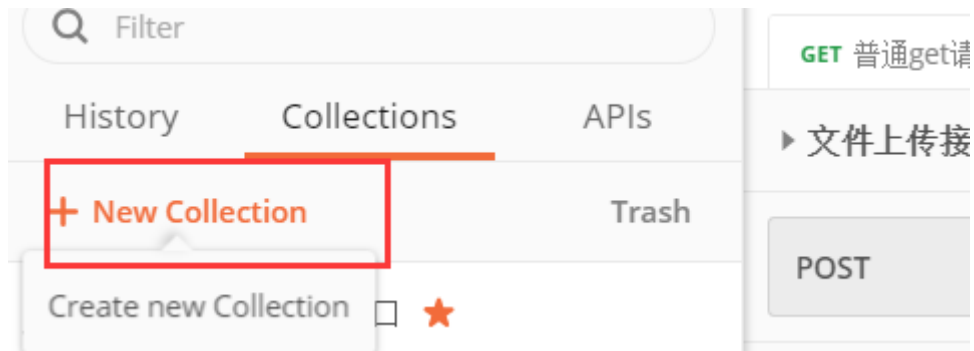 Filter
GET 普通get请
History Collections APIs
文件上传接
+ New Collection Trash
POST
Create new Collection 口